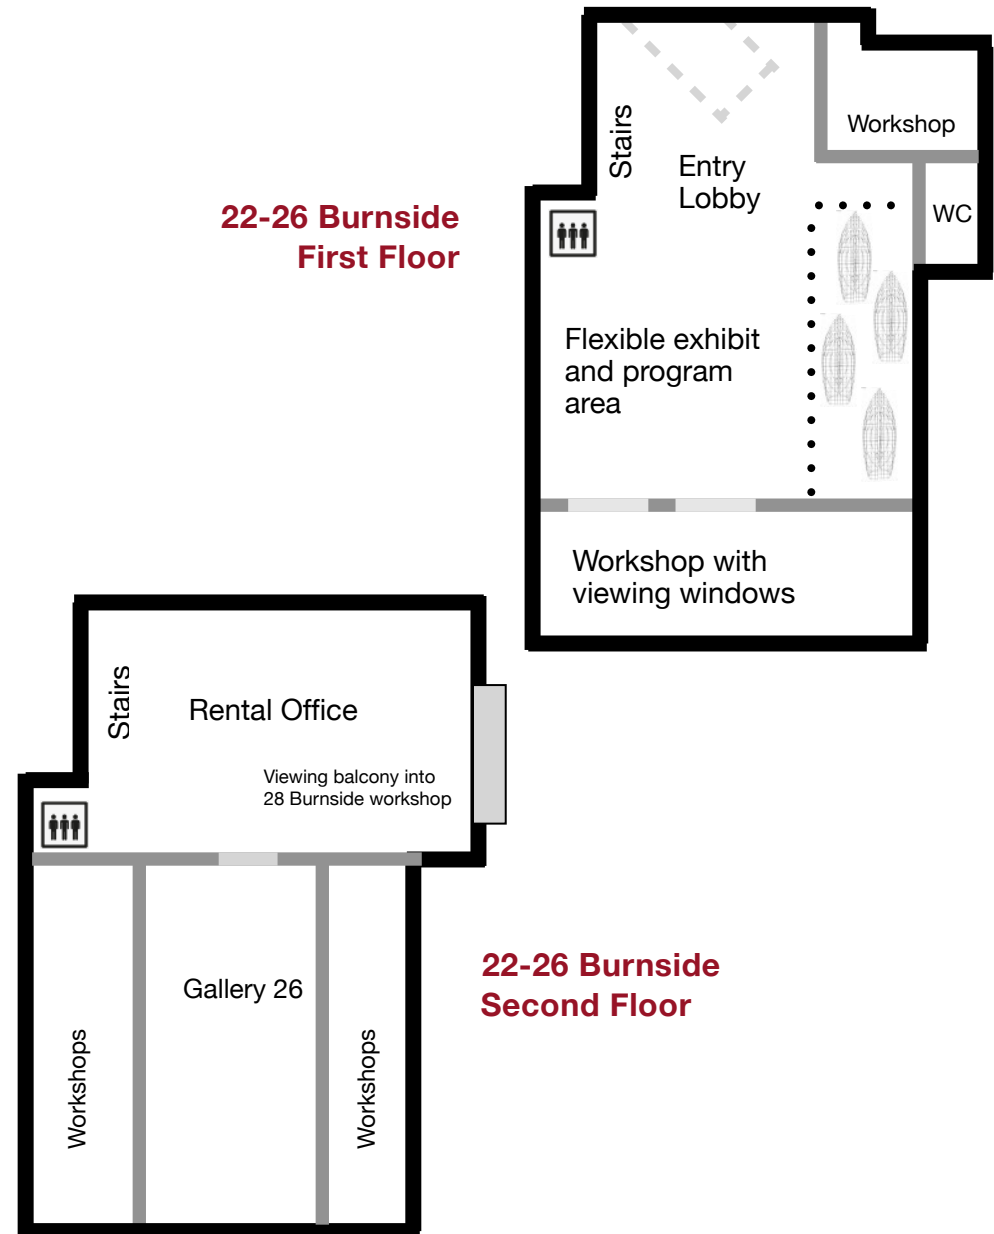 22-26 Burnside
First Floor
Stairs
Entry
Lobby
Workshop
WC
Flexible exhibit
and program
area
Workshop with
viewing windows
Stairs
Rental Office
Viewing balcony into
28 Burnside workshop
Gallery 26
Workshops
Workshops
22-26 Burnside
Second Floor